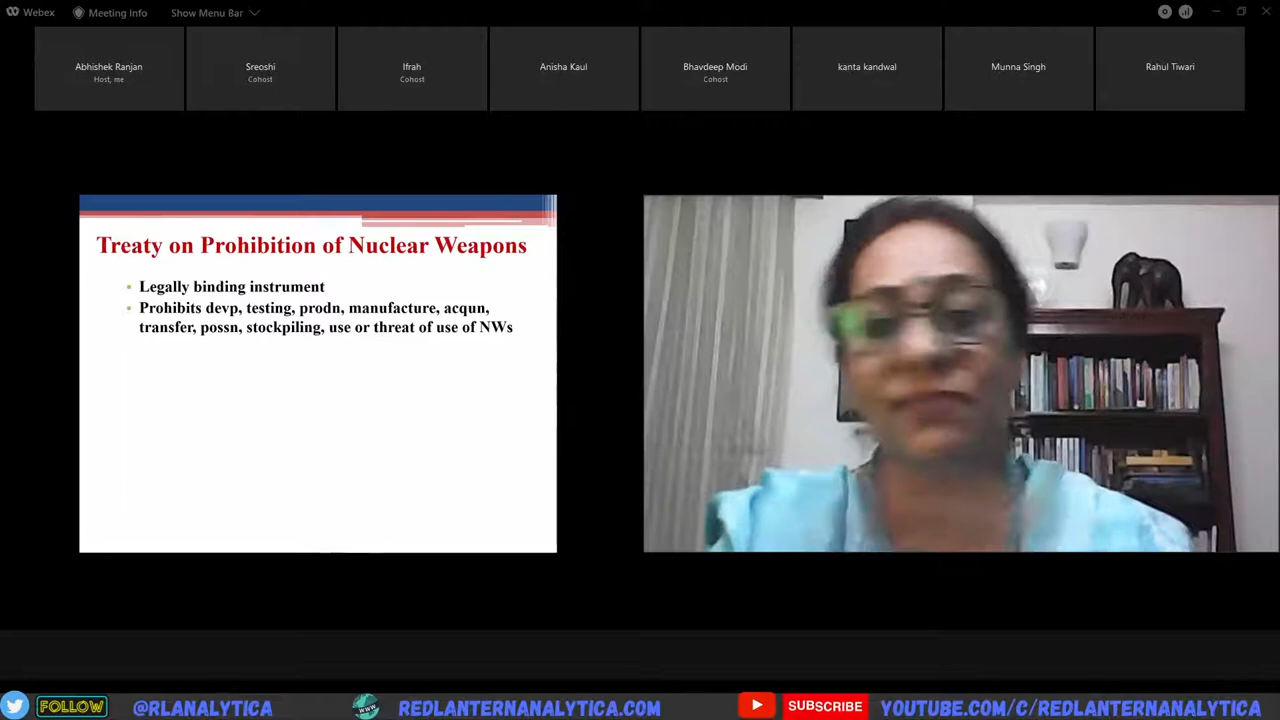 Webex
Meeting Info
Show Menu Bar
Abhishek Ranjan
Host, me
Sreoshi
Cohost
Ifrah
Cohost
Anisha Kaul
Bhavdeep Modi
Cohost
kanta kandwal
Munna Singh
Rahul Tiwari
Treaty on Prohibition of Nuclear Weapons
• Legally binding instrument
• Prohibits devp, testing, prodn, manufacture, acqun,
transfer, possn, stockpiling, use or threat of use of NWs
FOLLOW
@RLANALYTICA
WWW
REDLANTERNANALYTICA.COM
SUBSCRIBE
YOUTUBE.COM/C/REDLANTERNANALYTICA